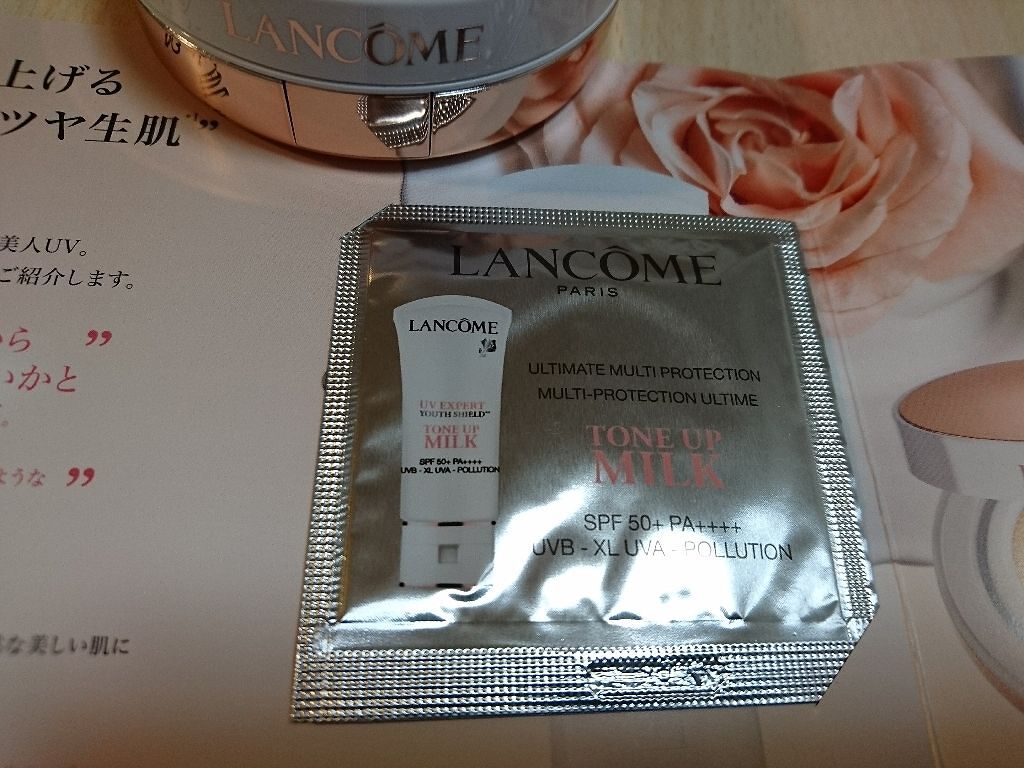 LANCÔME
上げる
ツヤ生肌”
美人UV。
ご紹介します。
から ”
いかと
ような ”
な美しい肌に
LANCÔME
PARIS
LANCÔME
UV EXPERT
YOUTH SHIELD™
TONE UP
MILK
SPF 50+ PA++++
UVB - XL UVA - POLLUTION
ULTIMATE MULTI PROTECTION
MULTI-PROTECTION ULTIME
TONE UP
MILK
SPF 50+ PA++++
UVB - XL UVA - POLLUTION